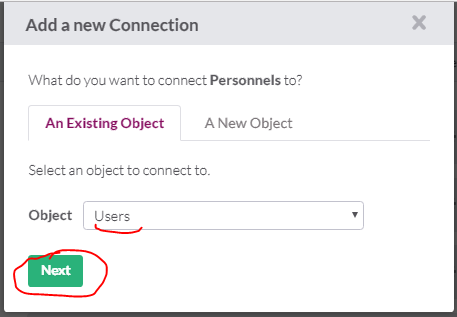 Add a new Connection
What do you want to connect Personnels to?
An Existing Object
A New Object
Select an object to connect to.
Object Users
Next